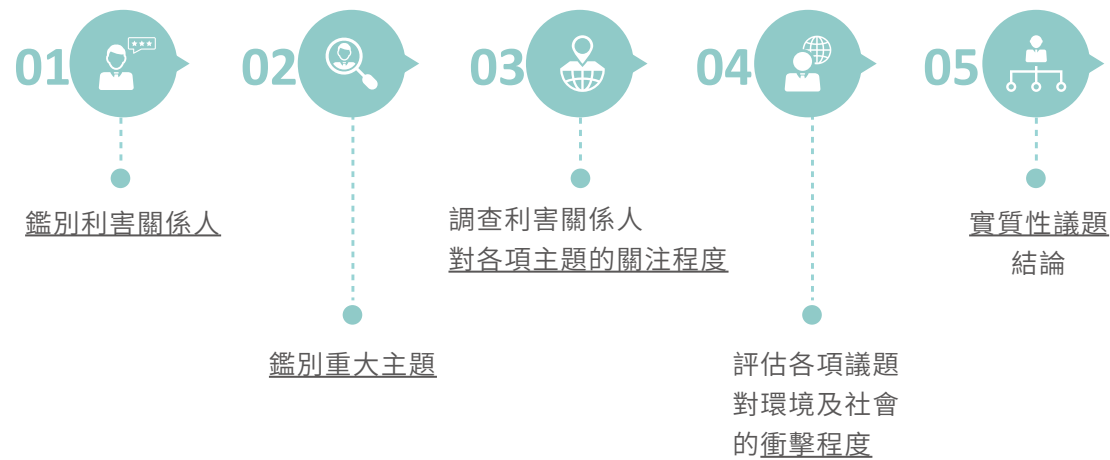 01
鑑別利害關係人
02
鑑別重大主題
03
調查利害關係人
對各項主題的關注程度
04
評估各項議題
對環境及社會
的衝擊程度
05
實質性議題
結論